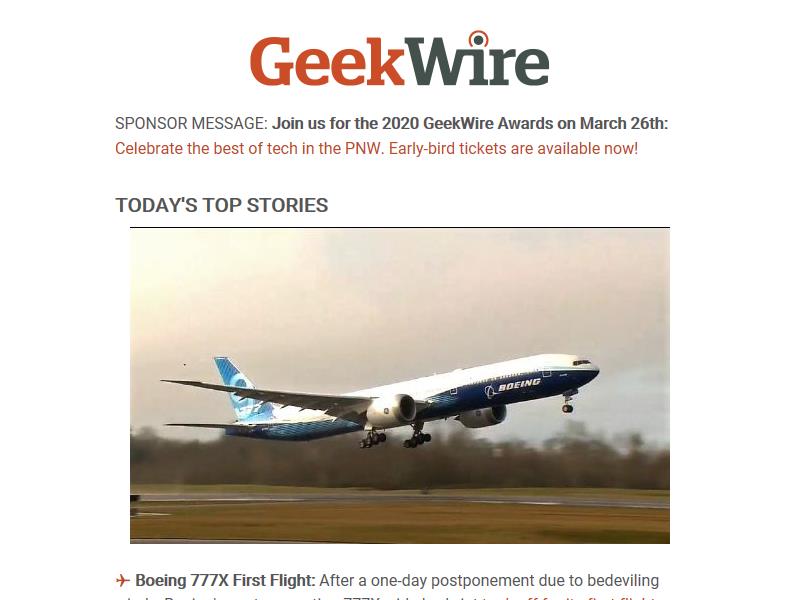 GeekWire
SPONSOR MESSAGE: Join us for the 2020 GeekWire Awards on March 26th:
Celebrate the best of tech in the PNW. Early-bird tickets are available now!
TODAY'S TOP STORIES
BOEING
Boeing 777X First Flight: After a one-day postponement due to bedeviling